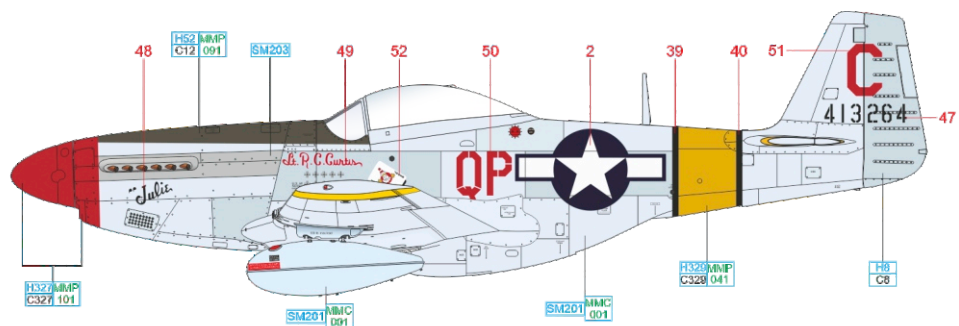 48
H52 MMP
C12 091
SM203
49
52
50
2
39
40
51
C
413264
47
Lt. R. C. Curtis
QP
"Julie"
H327 MMP
C327 101
SM201 MMC
001
SM201 MMC
001
H329 MMP
C329 041
H8
C8